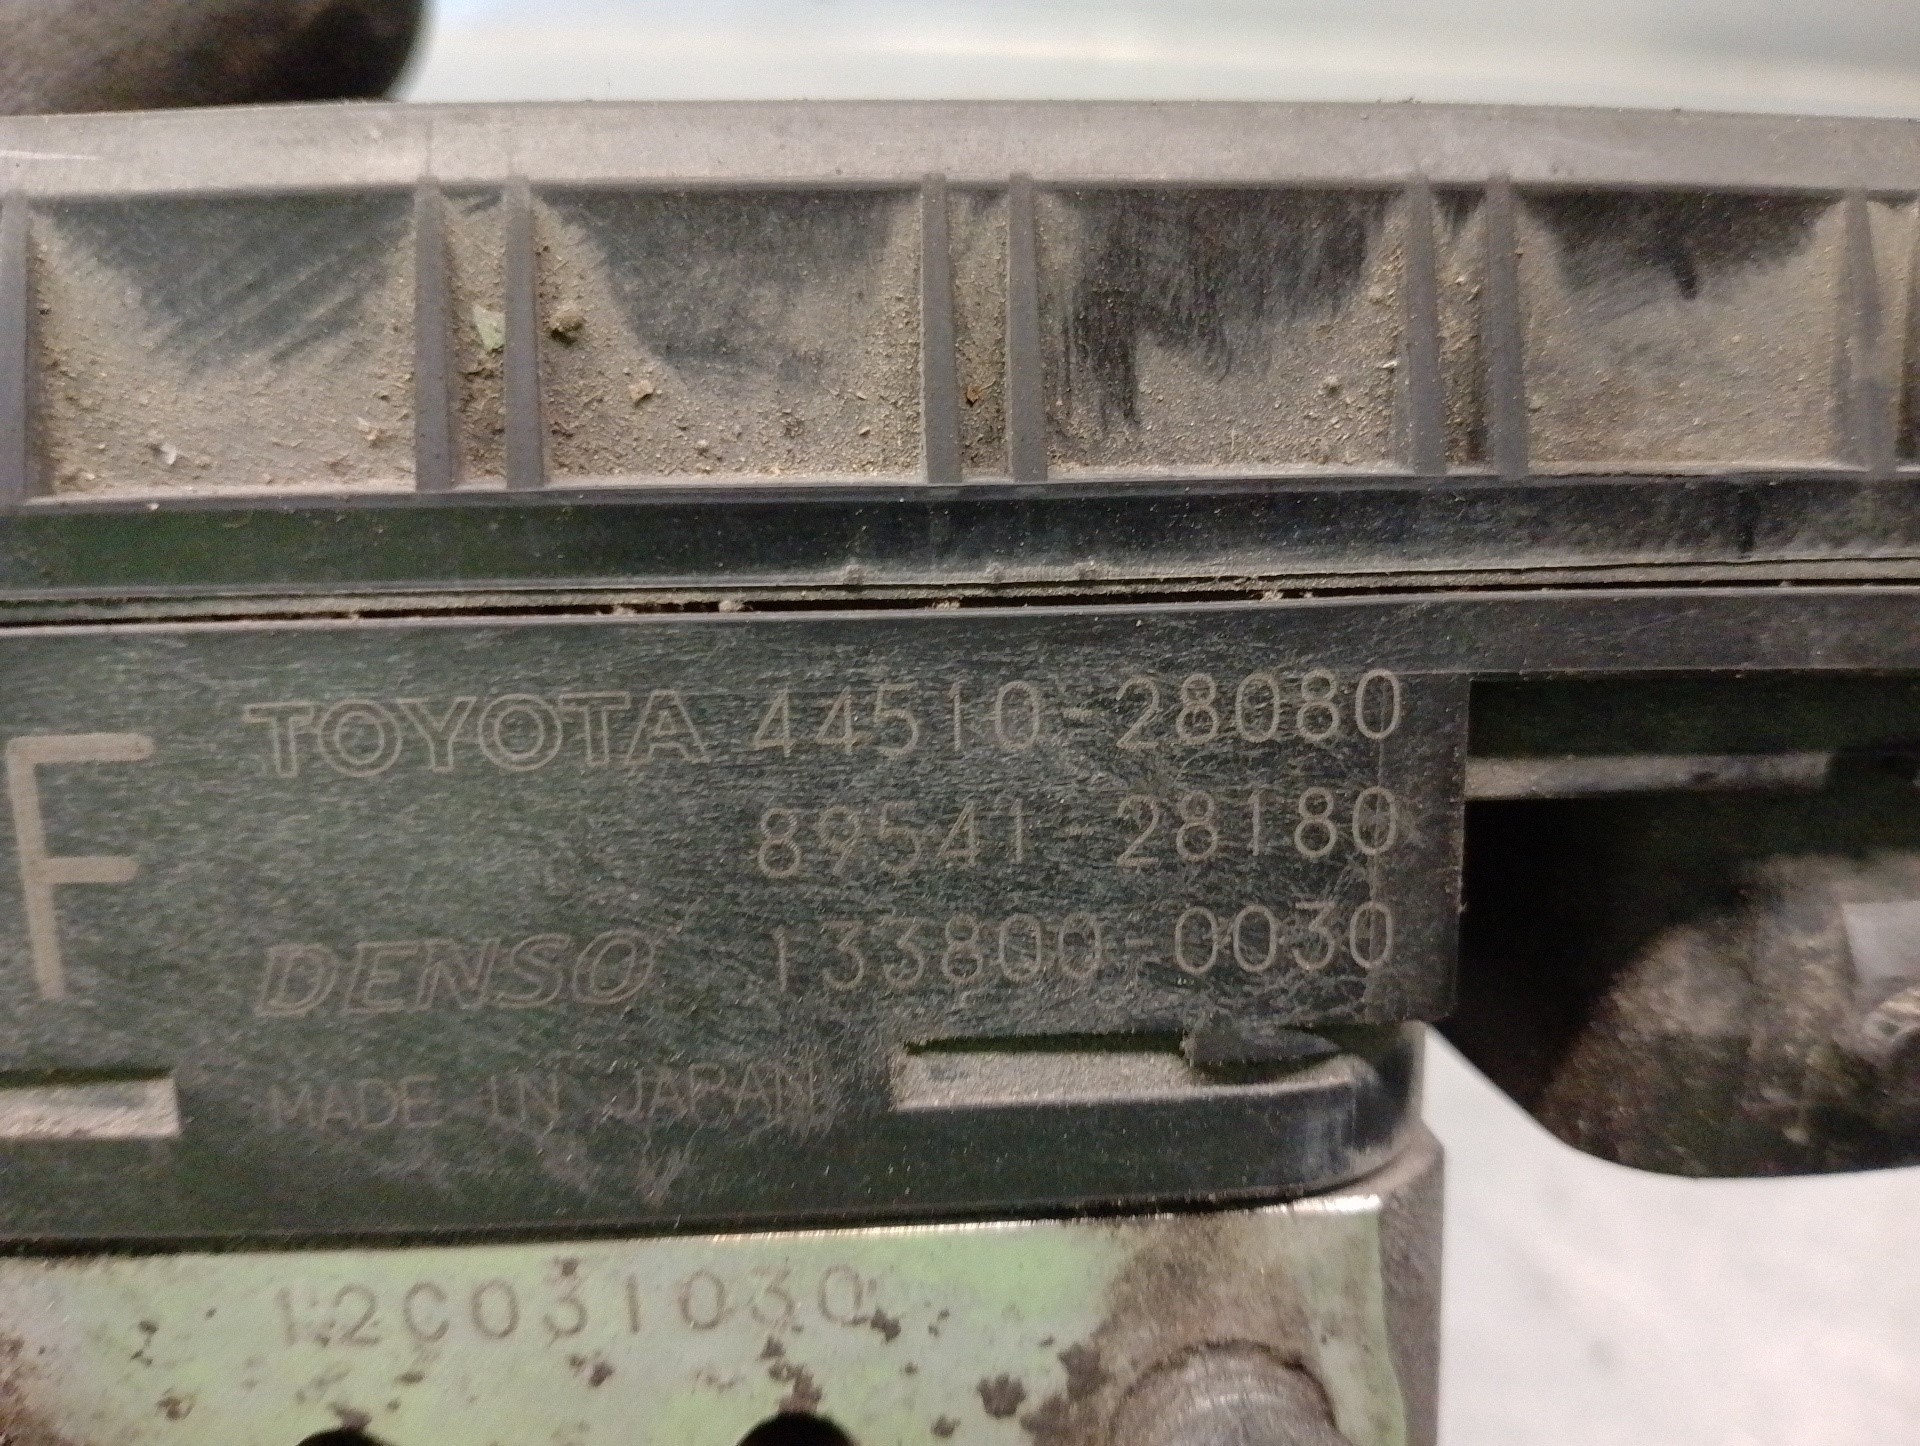 F
TOYOTA 44510-28080
89541-28180
DENSO 133800-0030
MADE IN JAPAN
12C031030